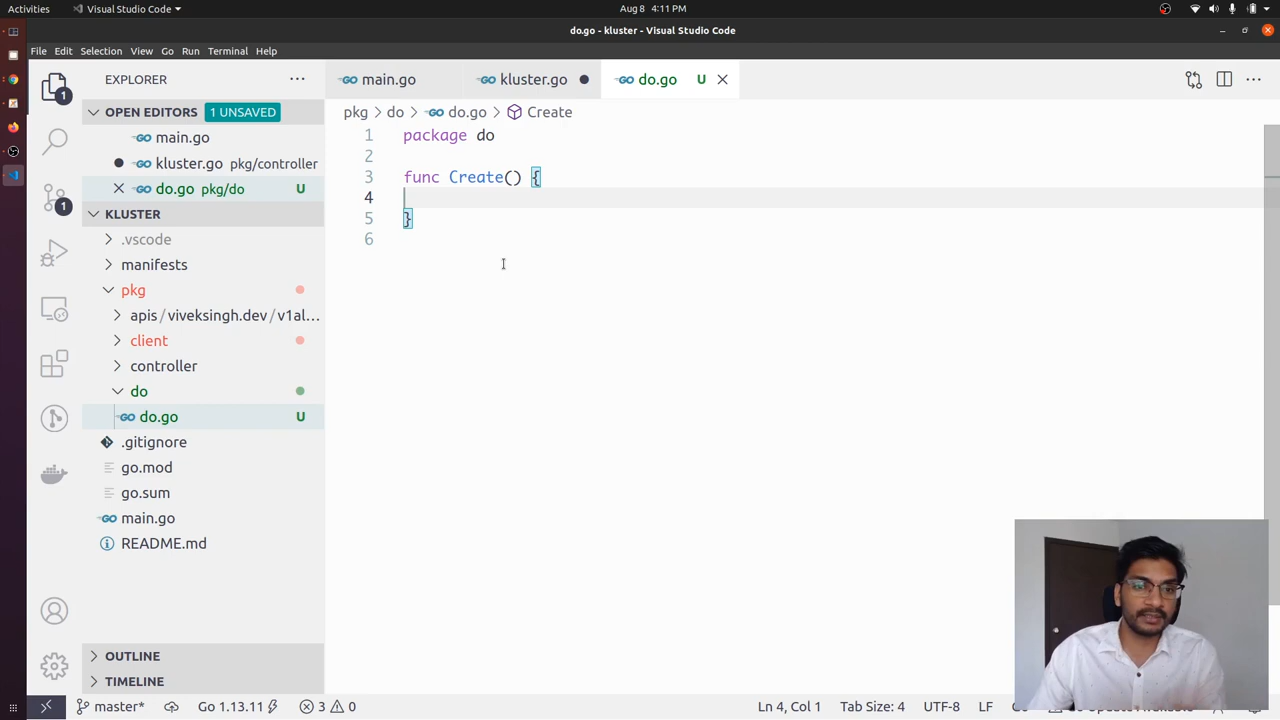 Activities
Visual Studio Code
Aug 8 4:11 PM
do.go - kluster - Visual Studio Code
File Edit Selection View Go Run Terminal Help
EXPLORER
main.go
kluster.go
do.go U
OPEN EDITORS 1 UNSAVED
main.go
kluster.go pkg/controller
do.go pkg/do U
KLUSTER
.vscode
manifests
pkg
apis / viveksingh.dev / v1al...
client
controller
do
do.go U
.gitignore
go.mod
go.sum
main.go
README.md
OUTLINE
TIMELINE
1
1
pkg > do > do.go > Create
1 package do
2
3 func Create() {
4
5 }
6
master* Go 1.13.11 3 0
Ln 4, Col 1 Tab Size: 4 UTF-8 LF